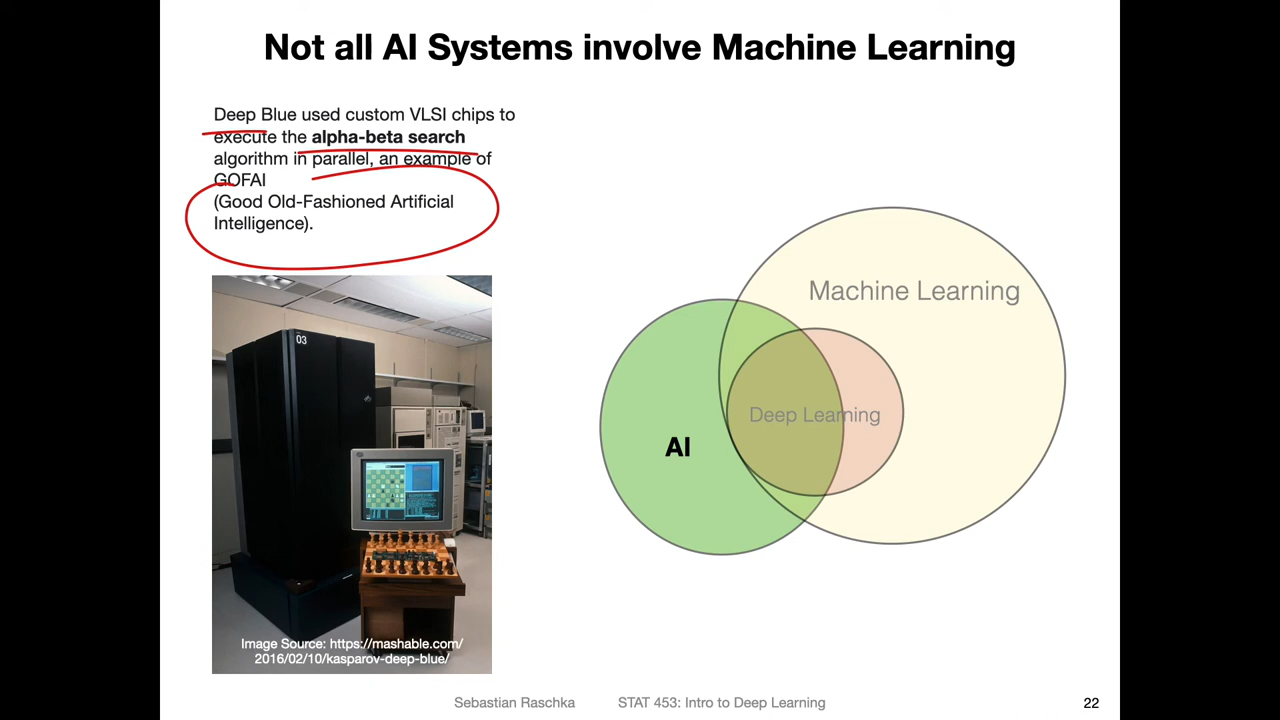 Not all AI Systems involve Machine Learning
Deep Blue used custom VLSI chips to
execute the alpha-beta search
algorithm in parallel, an example of
GOFAI
(Good Old-Fashioned Artificial
Intelligence).
03
Machine Learning
Deep Learning
AI
Image Source: https://mashable.com/
2016/02/10/kasparov-deep-blue/
Sebastian Raschka
STAT 453: Intro to Deep Learning
22